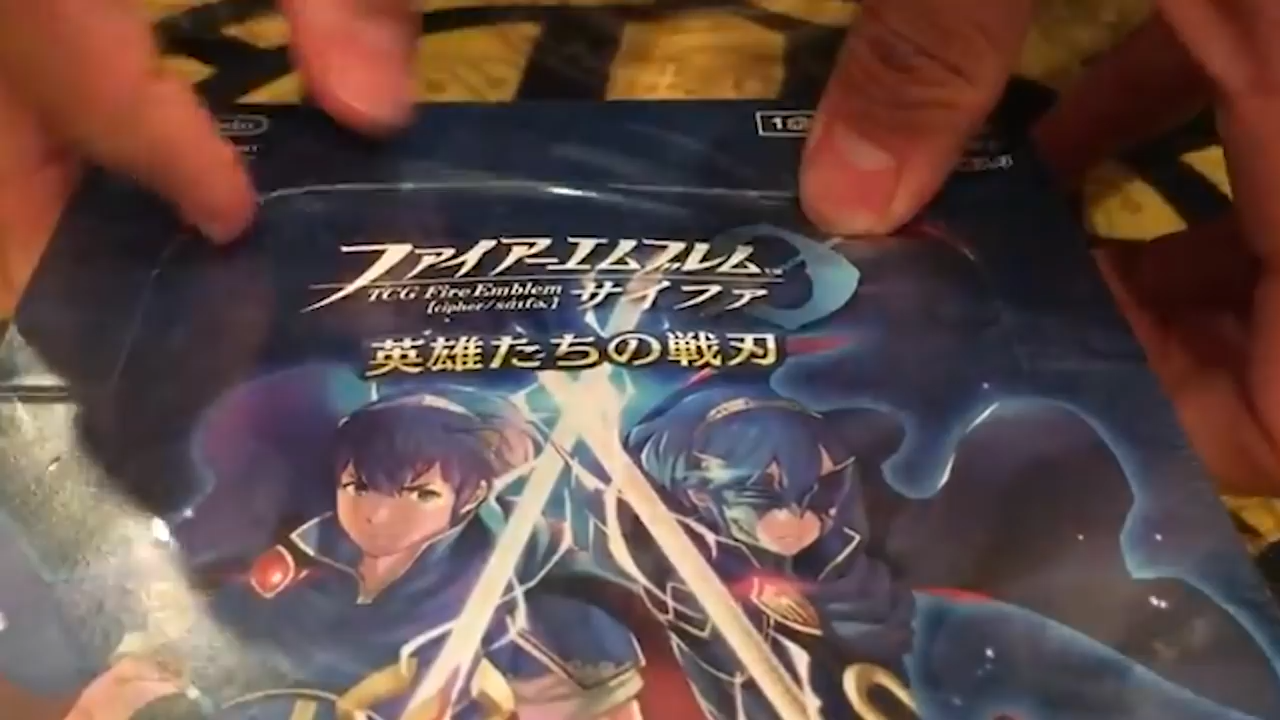 ファイアーエムブレム
TCG Fire Emblem
[cipher/sáifə.]
サイファ
英雄たちの戦刃